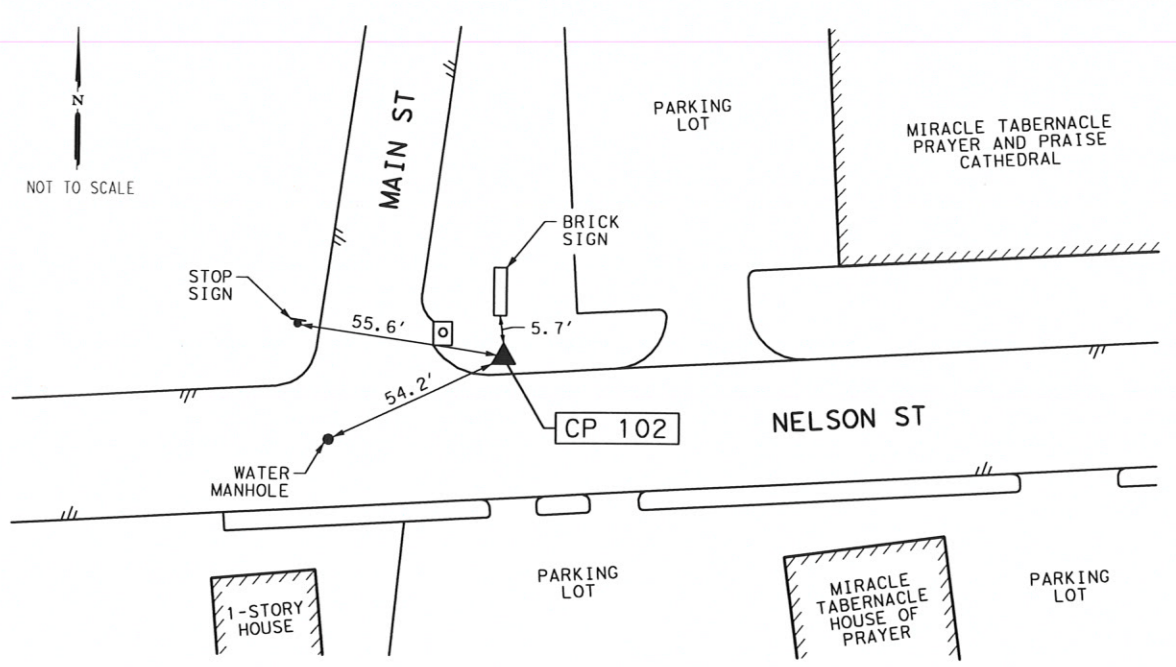 N
NOT TO SCALE
MAIN ST
PARKING
LOT
MIRACLE TABERNACLE
PRAYER AND PRAISE
CATHEDRAL
BRICK
SIGN
STOP
SIGN
55.6'
5.7'
54.2'
CP 102
NELSON ST
WATER
MANHOLE
1-STORY
HOUSE
PARKING
LOT
MIRACLE
TABERNACLE
HOUSE OF
PRAYER
PARKING
LOT